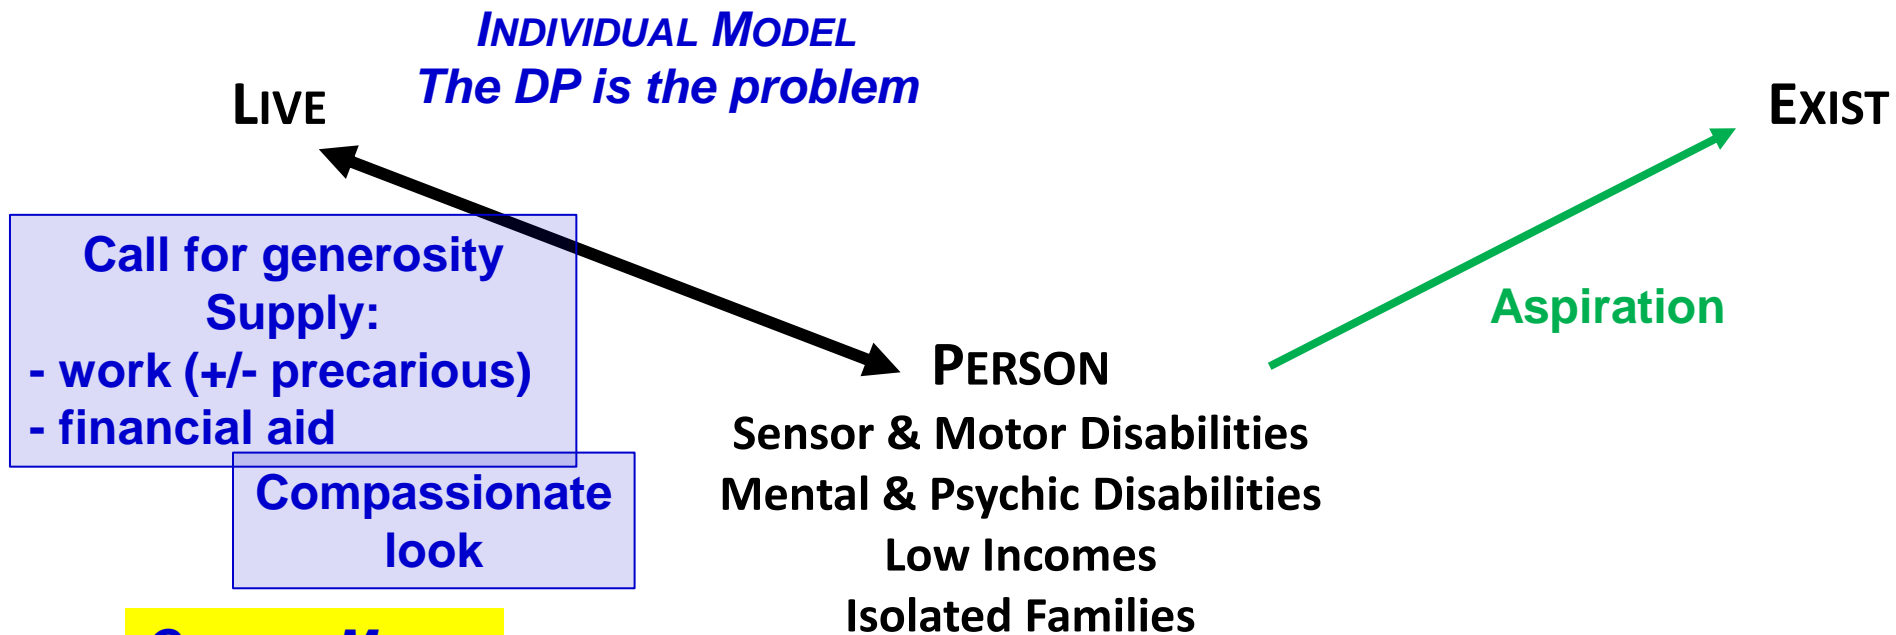 INDIVIDUAL MODEL
The DP is the problem
LIVE
EXIST
Call for generosity
Supply:
- work (+/- precarious)
- financial aid
Aspiration
PERSON
Sensor & Motor Disabilities
Mental & Psychic Disabilities
Low Incomes
Isolated Families
Compassionate
look